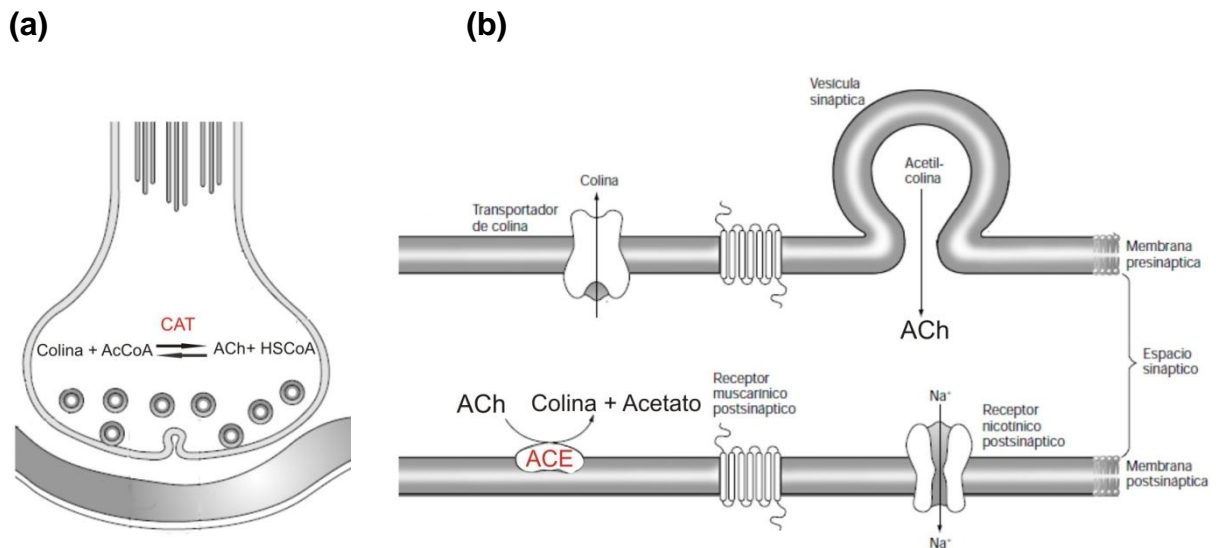 (a)
(b)
CAT
Colina + AcCoA
ACh+ HSCoA
Vesícula
sináptica
Acetil-
colina
Colina
Transportador
de colina
Membrana
presináptica
ACh
Espacio
sináptico
ACh
Colina + Acetato
ACE
Receptor
muscarínico
postsináptico
Na⁺
Receptor
nicotínico
postsináptico
Membrana
postsináptica
Na⁺